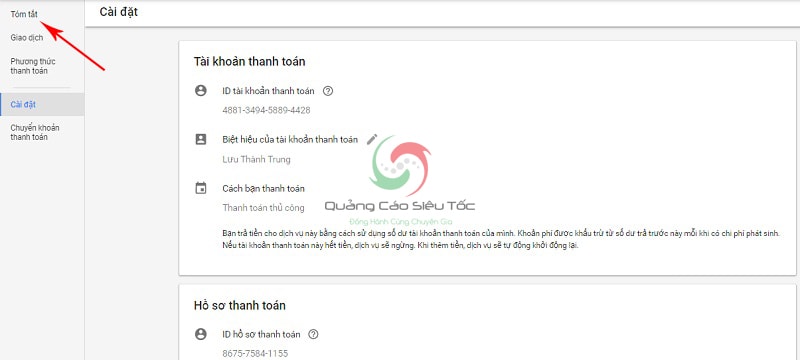 Tóm tắt
Giao dịch
Phương thức
thanh toán
Cài đặt
Chuyển khoản
thanh toán
Cài đặt
Tài khoản thanh toán
ID tài khoản thanh toán
4881-3494-5889-4428
Biệt hiệu của tài khoản thanh toán
Lưu Thành Trung
Cách bạn thanh toán
Thanh toán thủ công
Quảng Cáo Siêu Tốc
Đồng Hành Cùng Chuyên Gia
Bạn trả tiền cho dịch vụ này bằng cách sử dụng số dư tài khoản thanh toán của mình. Khoản phí được khấu trừ từ số dư trả trước này mỗi khi có chi phí phát sinh.
Nếu tài khoản thanh toán này hết tiền, dịch vụ sẽ ngừng. Khi thêm tiền, dịch vụ sẽ tự động khởi động lại.
Hồ sơ thanh toán
ID hồ sơ thanh toán
8675-7584-1155